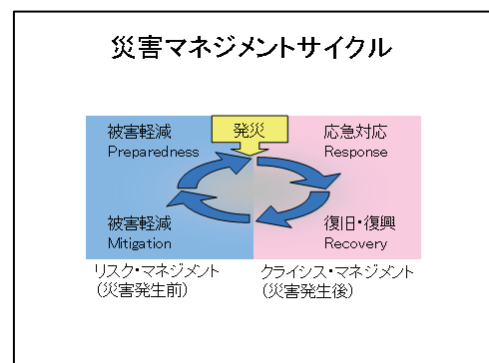 災害マネジメントサイクル
発災
被害軽減
Preparedness
応急対応
Response
被害軽減
Mitigation
復旧・復興
Recovery
リスク・マネジメント
(災害発生前)
クライシス・マネジメント
(災害発生後)